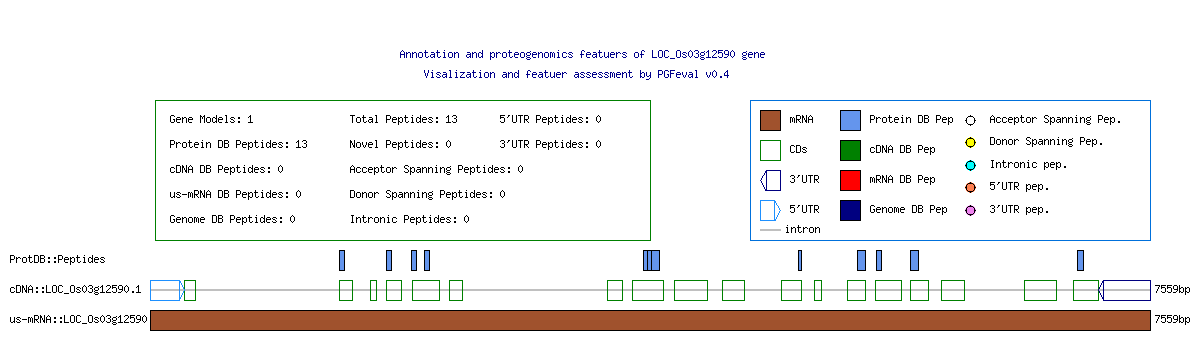 Annotation and proteogenomics featuers of LOC_Os03g12590 gene
Visalization and featuer assessment by PGFeval v0.4
Gene Models: 1 Total Peptides: 13 5'UTR Peptides: 0
Protein DB Peptides: 13 Novel Peptides: 0 3'UTR Peptides: 0
cDNA DB Peptides: 0 Acceptor Spanning Peptides: 0
us-mRNA DB Peptides: 0 Donor Spanning Peptides: 0
Genome DB Peptides: 0 Intronic Peptides: 0
mRNA Protein DB Pep Acceptor Spanning Pep.
CDs cDNA DB Pep Donor Spanning Pep.
3'UTR mRNA DB Pep Intronic pep.
5'UTR Genome DB Pep 5'UTR pep.
intron 3'UTR pep.
ProtDB::Peptides
cDNA::LOC_Os03g12590.1 7559bp
us-mRNA::LOC_Os03g12590 7559bp